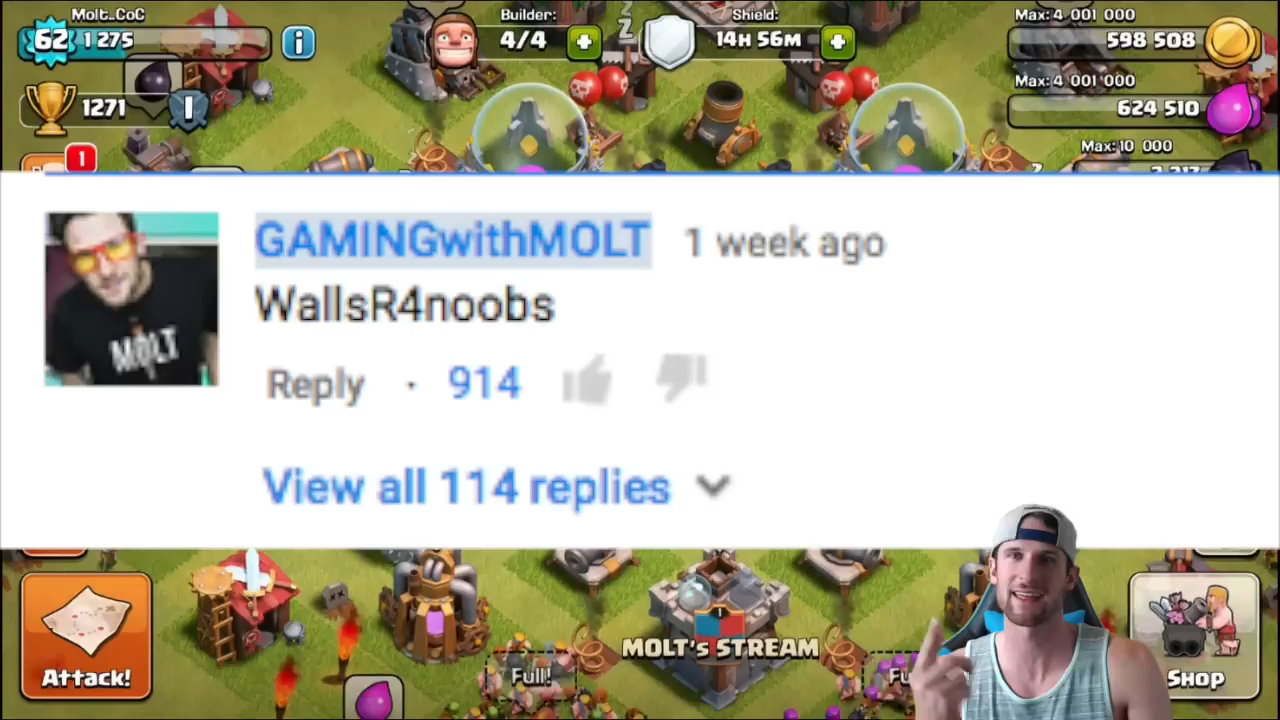 Molt_CoC
62 1 275
Builder:
4/4
Shield:
14H 56M
Max: 4 001 000
598 508
Max: 4 001 000
624 510
Max: 10 000
1271
1
GAMINGwithMOLT 1 week ago
WallsR4noobs
MOLT
Reply · 914
View all 114 replies
MOLT's STREAM
1
Full!
Attack!
Shop